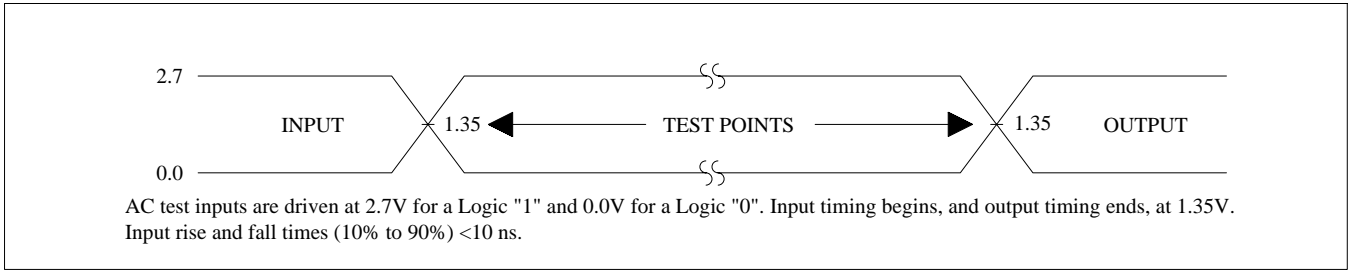 2.7
INPUT 1.35 TEST POINTS 1.35 OUTPUT
0.0
AC test inputs are driven at 2.7V for a Logic "1" and 0.0V for a Logic "0". Input timing begins, and output timing ends, at 1.35V.
Input rise and fall times (10% to 90%) <10 ns.